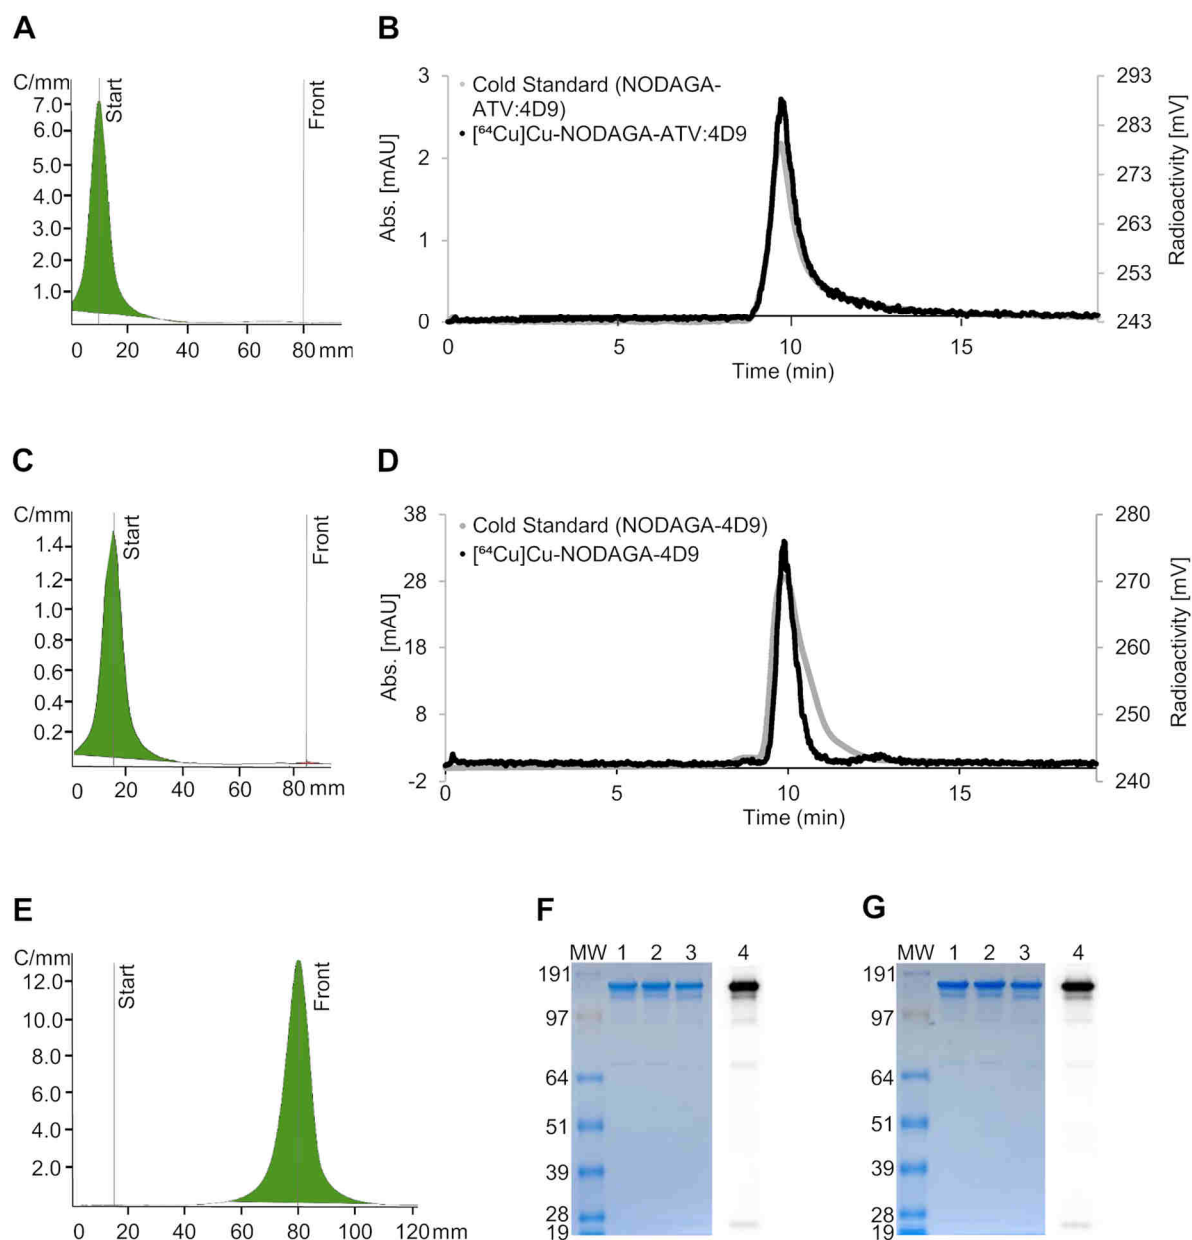 A
C/mm
7.0
6.0
5.0
4.0
3.0
2.0
1.0
Start
Front
0 20 40 60 80 mm
B
3
2
1
0
Abs. [mAU]
Cold Standard (NODAGA-
ATV:4D9)
[⁶⁴Cu]Cu-NODAGA-ATV:4D9
293
283
273
263
253
243
Radioactivity [mV]
0 5 10 15
Time (min)
C
C/mm
1.4
1.2
1.0
0.8
0.6
0.4
0.2
Start
Front
0 20 40 60 80 mm
D
38
28
18
8
-2
Abs. [mAU]
Cold Standard (NODAGA-4D9)
[⁶⁴Cu]Cu-NODAGA-4D9
280
270
260
250
240
Radioactivity [mV]
0 5 10 15
Time (min)
E
C/mm
12.0
10.0
8.0
6.0
4.0
2.0
Start
Front
0 20 40 60 80 100 120 mm
F
MW 1 2 3 4
191
97
64
51
39
28
19
G
MW 1 2 3 4
191
97
64
51
39
28
19